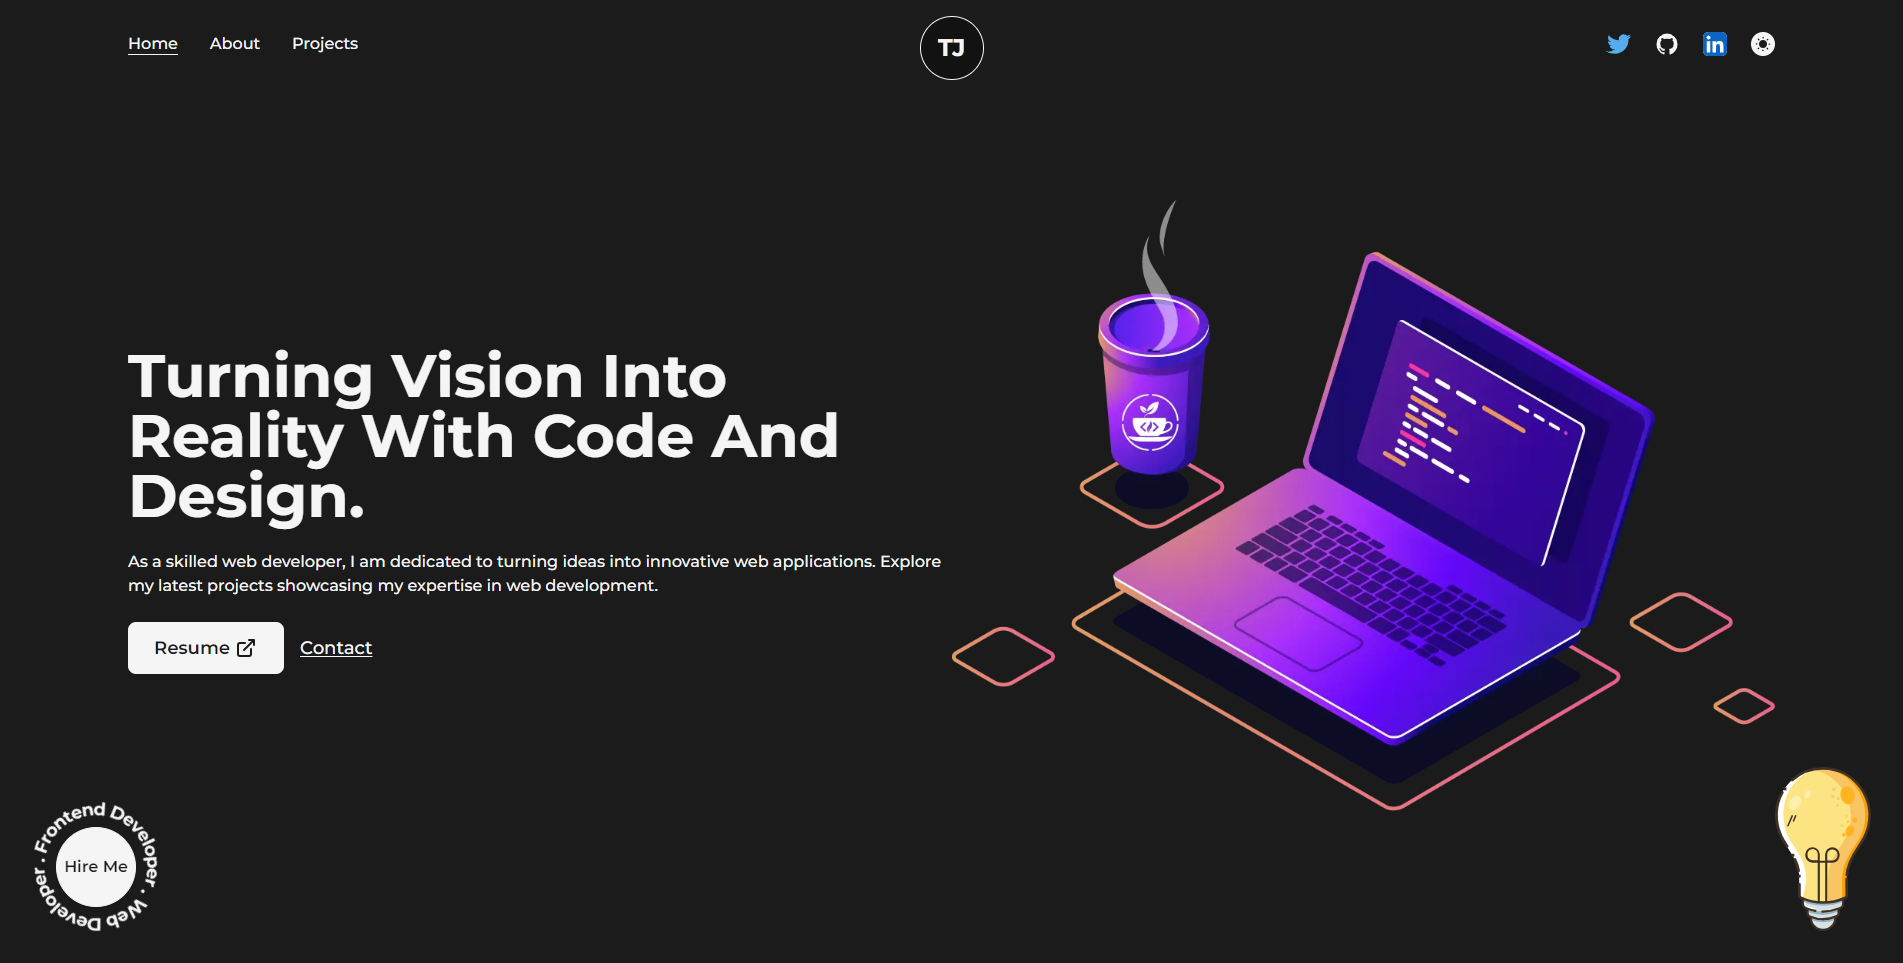 Home About Projects
TJ
in
Turning Vision Into
Reality With Code And
Design.
As a skilled web developer, I am dedicated to turning ideas into innovative web applications. Explore
my latest projects showcasing my expertise in web development.
Resume Contact
Frontend Developer · Web Developer ·
Hire Me